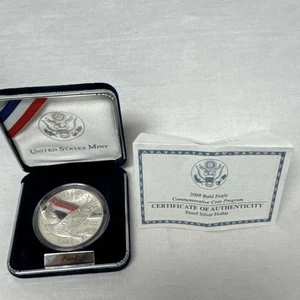 UNITED STATES MINT
2008 Bald Eagle
Commemorative Coin Program
CERTIFICATE OF AUTHENTICITY
Proof Silver Dollar